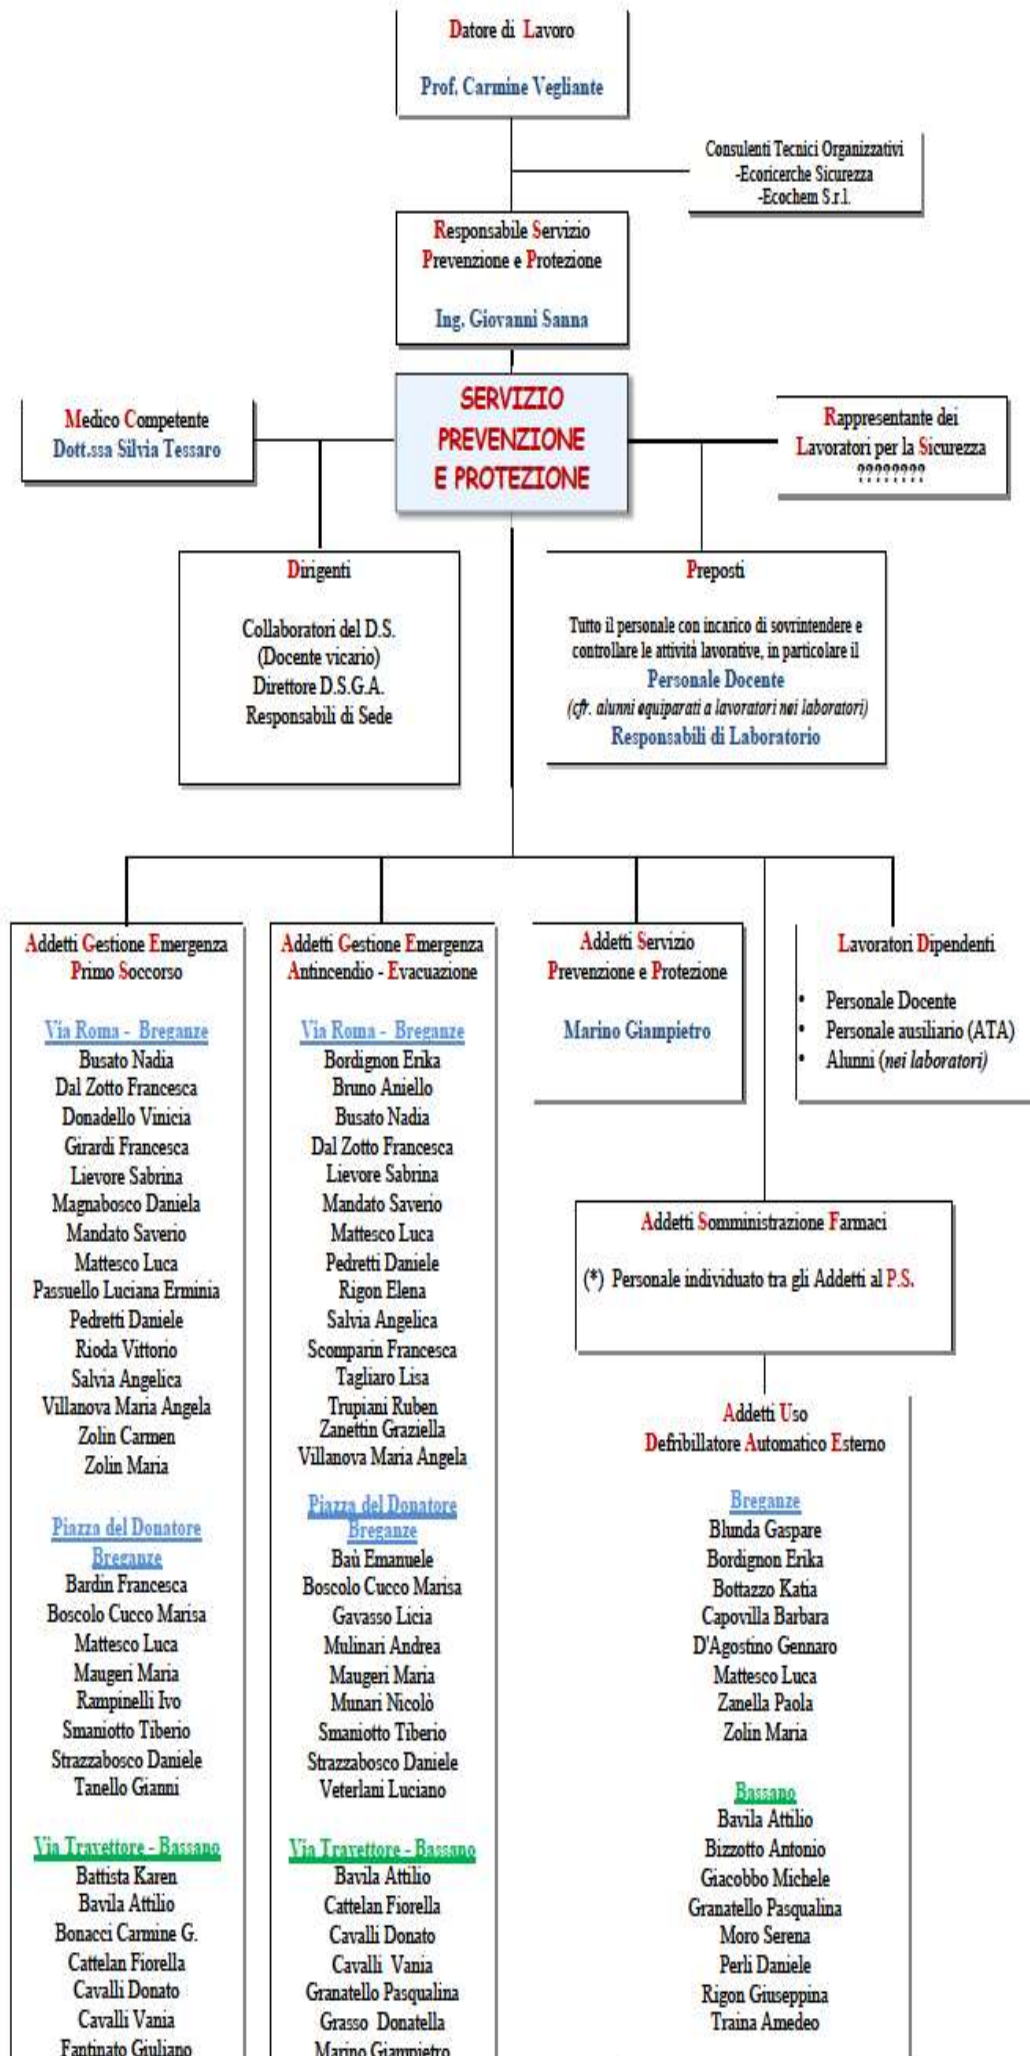 Datore di Lavoro
Prof. Carmine Vegliante
Consulenti Tecnici Organizzativi
-Ecoricerche Sicurezza
-Ecochem S.r.l.
Responsabile Servizio
Prevenzione e Protezione
Ing. Giovanni Sanna
SERVIZIO
PREVENZIONE
E PROTEZIONE
Medico Competente
Dott.ssa Silvia Tessaro
Rappresentante dei
Lavoratori per la Sicurezza
????????
Dirigenti
Collaboratori del D.S.
(Docente vicario)
Direttore D.S.G.A.
Responsabili di Sede
Preposti
Tutto il personale con incarico di sovrintendere e
controllare le attività lavorative, in particolare il
Personale Docente
(cfr. alunni equiparati a lavoratori nei laboratori)
Responsabili di Laboratorio
Addetti Gestione Emergenza
Primo Soccorso
Via Roma - Breganze
Busato Nadia
Dal Zotto Francesca
Donadello Vinicia
Girardi Francesca
Lievore Sabrina
Magnabosco Daniela
Mandato Saverio
Mattesco Luca
Passuello Luciana Erminia
Pedretti Daniele
Rioda Vittorio
Salvia Angelica
Villanova Maria Angela
Zolin Carmen
Zolin Maria
Piazza del Donatore
Breganze
Bardin Francesca
Boscolo Cucco Marisa
Mattesco Luca
Maugeri Maria
Rampinelli Ivo
Smaniotto Tiberio
Strazzabosco Daniele
Tanello Gianni
Via Travettore - Bassano
Battista Karen
Bavila Attilio
Bonacci Carmine G.
Cattelan Fiorella
Cavalli Donato
Cavalli Vania
Fantinato Giuliano
Addetti Gestione Emergenza
Antincendio - Evacuazione
Via Roma - Breganze
Bordignon Erika
Bruno Aniello
Busato Nadia
Dal Zotto Francesca
Lievore Sabrina
Mandato Saverio
Mattesco Luca
Pedretti Daniele
Rigon Elena
Salvia Angelica
Scomparin Francesca
Tagliaro Lisa
Trupiani Ruben
Zanettin Graziella
Villanova Maria Angela
Piazza del Donatore
Breganze
Baù Emanuele
Boscolo Cucco Marisa
Gavasso Licia
Mulinari Andrea
Maugeri Maria
Munari Nicolò
Smaniotto Tiberio
Strazzabosco Daniele
Veterlani Luciano
Via Travettore - Bassano
Bavila Attilio
Cattelan Fiorella
Cavalli Donato
Cavalli Vania
Granatello Pasqualina
Grasso Donatella
Marino Giampietro
Addetti Servizio
Prevenzione e Protezione
Marino Giampietro
Lavoratori Dipendenti
• Personale Docente
• Personale ausiliario (ATA)
• Alunni (nei laboratori)
Addetti Somministrazione Farmaci
(*) Personale individuato tra gli Addetti al P.S.
Addetti Uso
Defribillatore Automatico Esterno
Breganze
Blunda Gaspare
Bordignon Erika
Bottazzo Katia
Capovilla Barbara
D'Agostino Gennaro
Mattesco Luca
Zanella Paola
Zolin Maria
Bassano
Bavila Attilio
Bizzotto Antonio
Giacobbo Michele
Granatello Pasqualina
Moro Serena
Perli Daniele
Rigon Giuseppina
Traina Amedeo